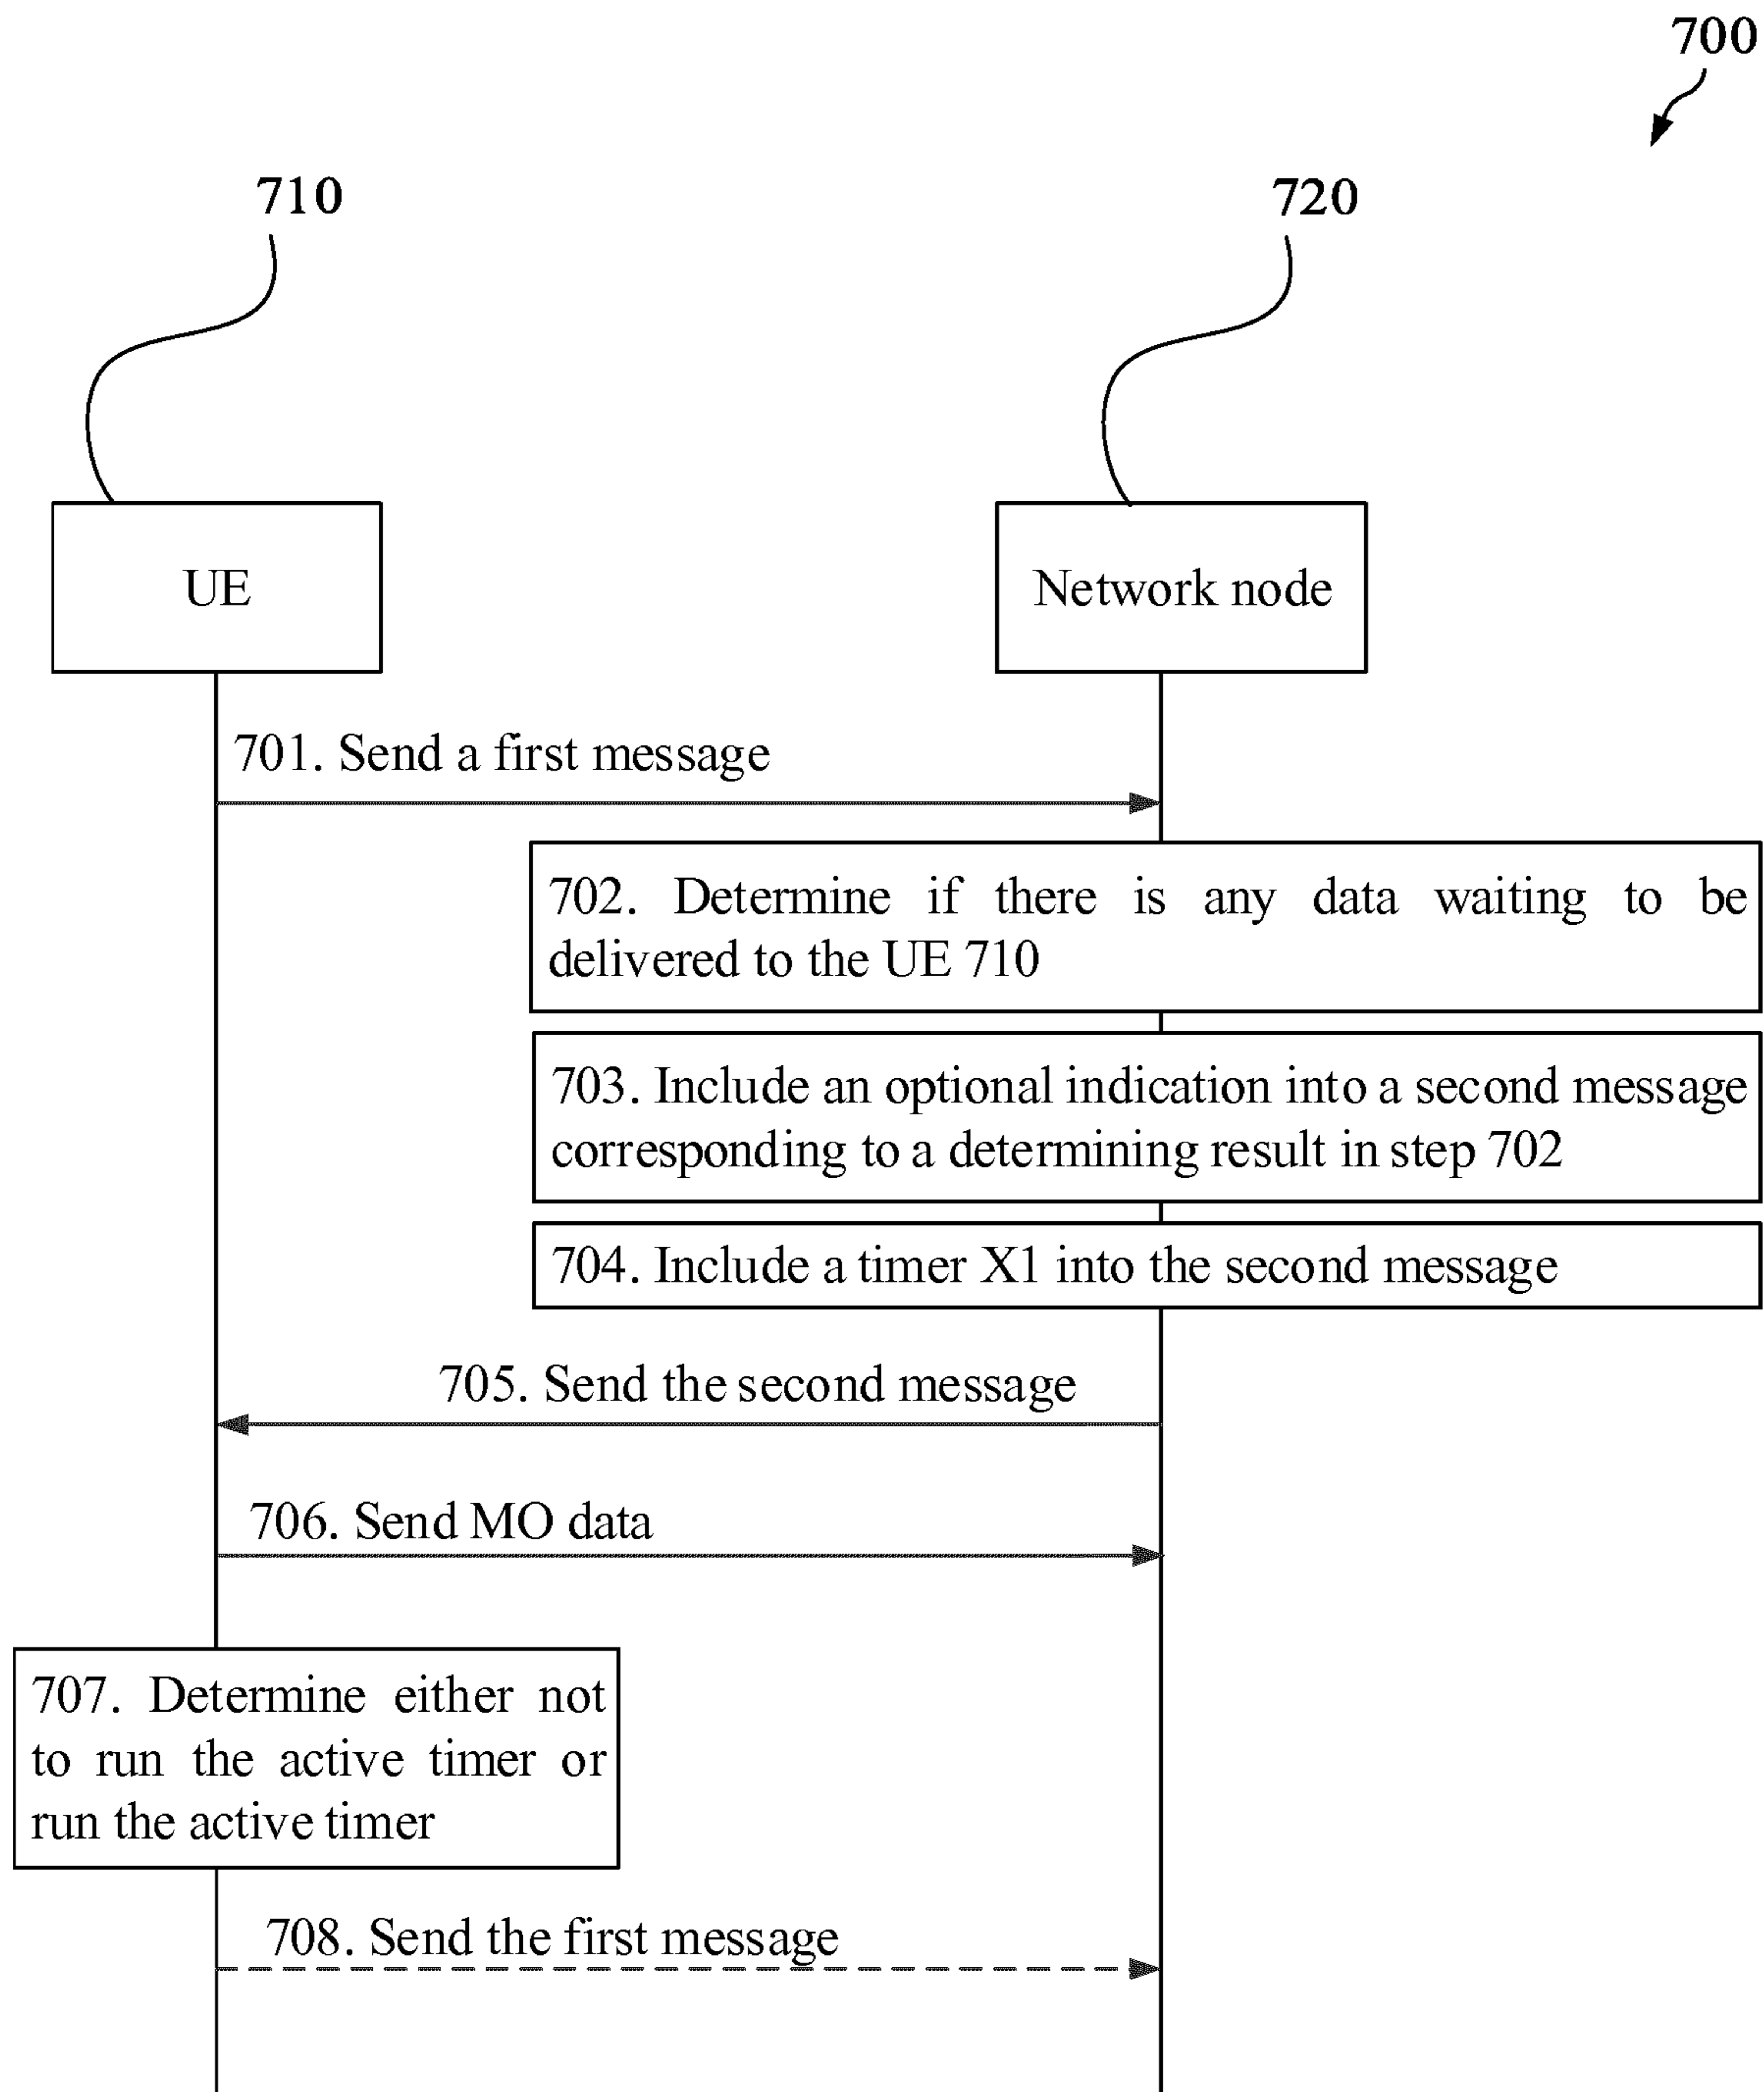 700
710
720
UE
Network node
701. Send a first message
702. Determine if there is any data waiting to be
delivered to the UE 710
703. Include an optional indication into a second message
corresponding to a determining result in step 702
704. Include a timer X1 into the second message
705. Send the second message
706. Send MO data
707. Determine either not
to run the active timer or
run the active timer
708. Send the first message